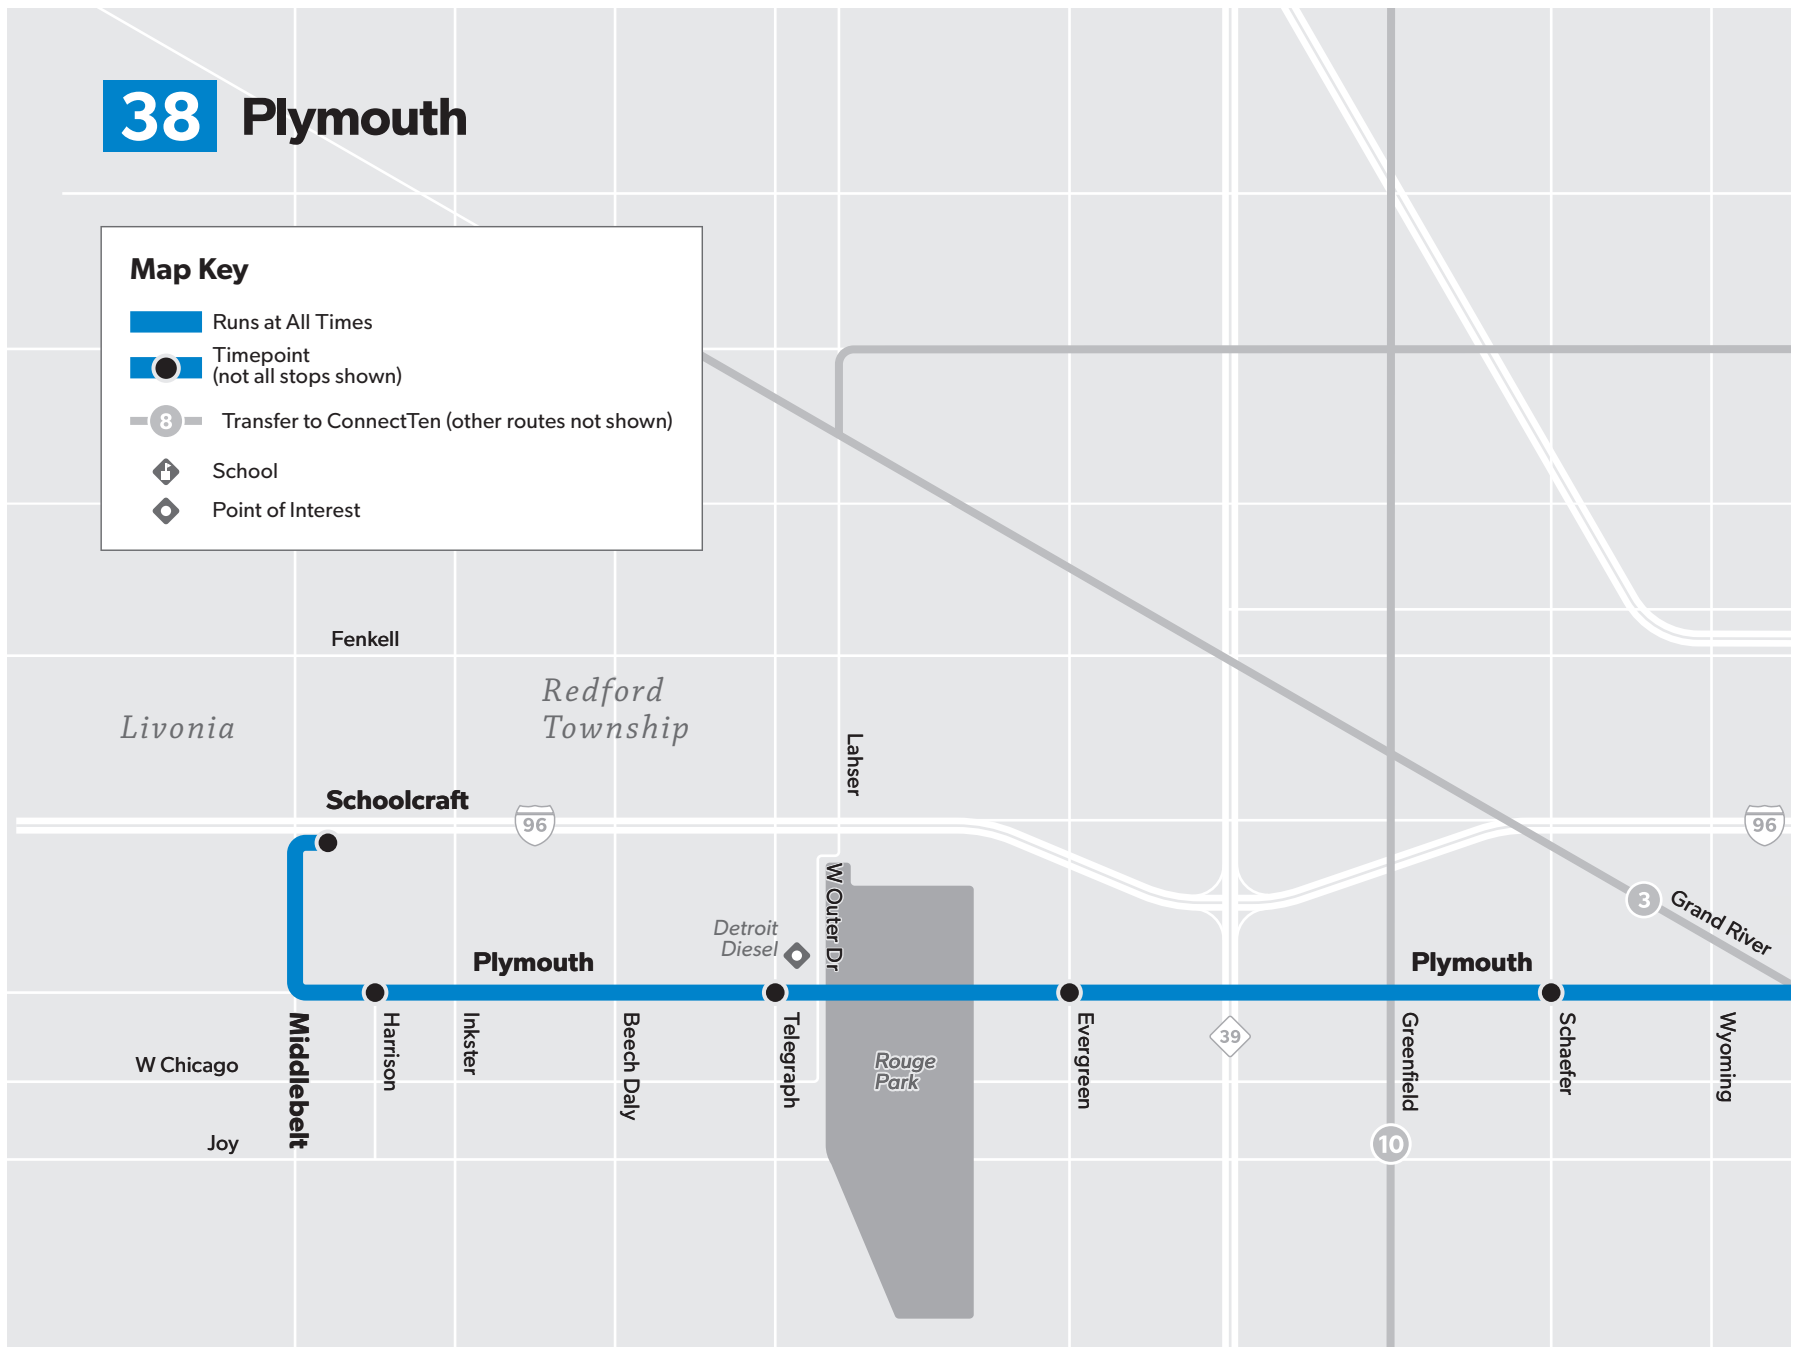 38 Plymouth
Map Key
Runs at All Times
Timepoint
(not all stops shown)
8 Transfer to ConnectTen (other routes not shown)
School
Point of Interest
Fenkell
Redford
Township
Livonia
Lahser
Schoolcraft
96
96
W Outer Dr
3
Grand River
Detroit
Diesel
Plymouth
Plymouth
Middlebelt
Harrison
Inkster
Beech Daly
Telegraph
Evergreen
39
Greenfield
Schaefer
Wyoming
W Chicago
Rouge
Park
Joy
10